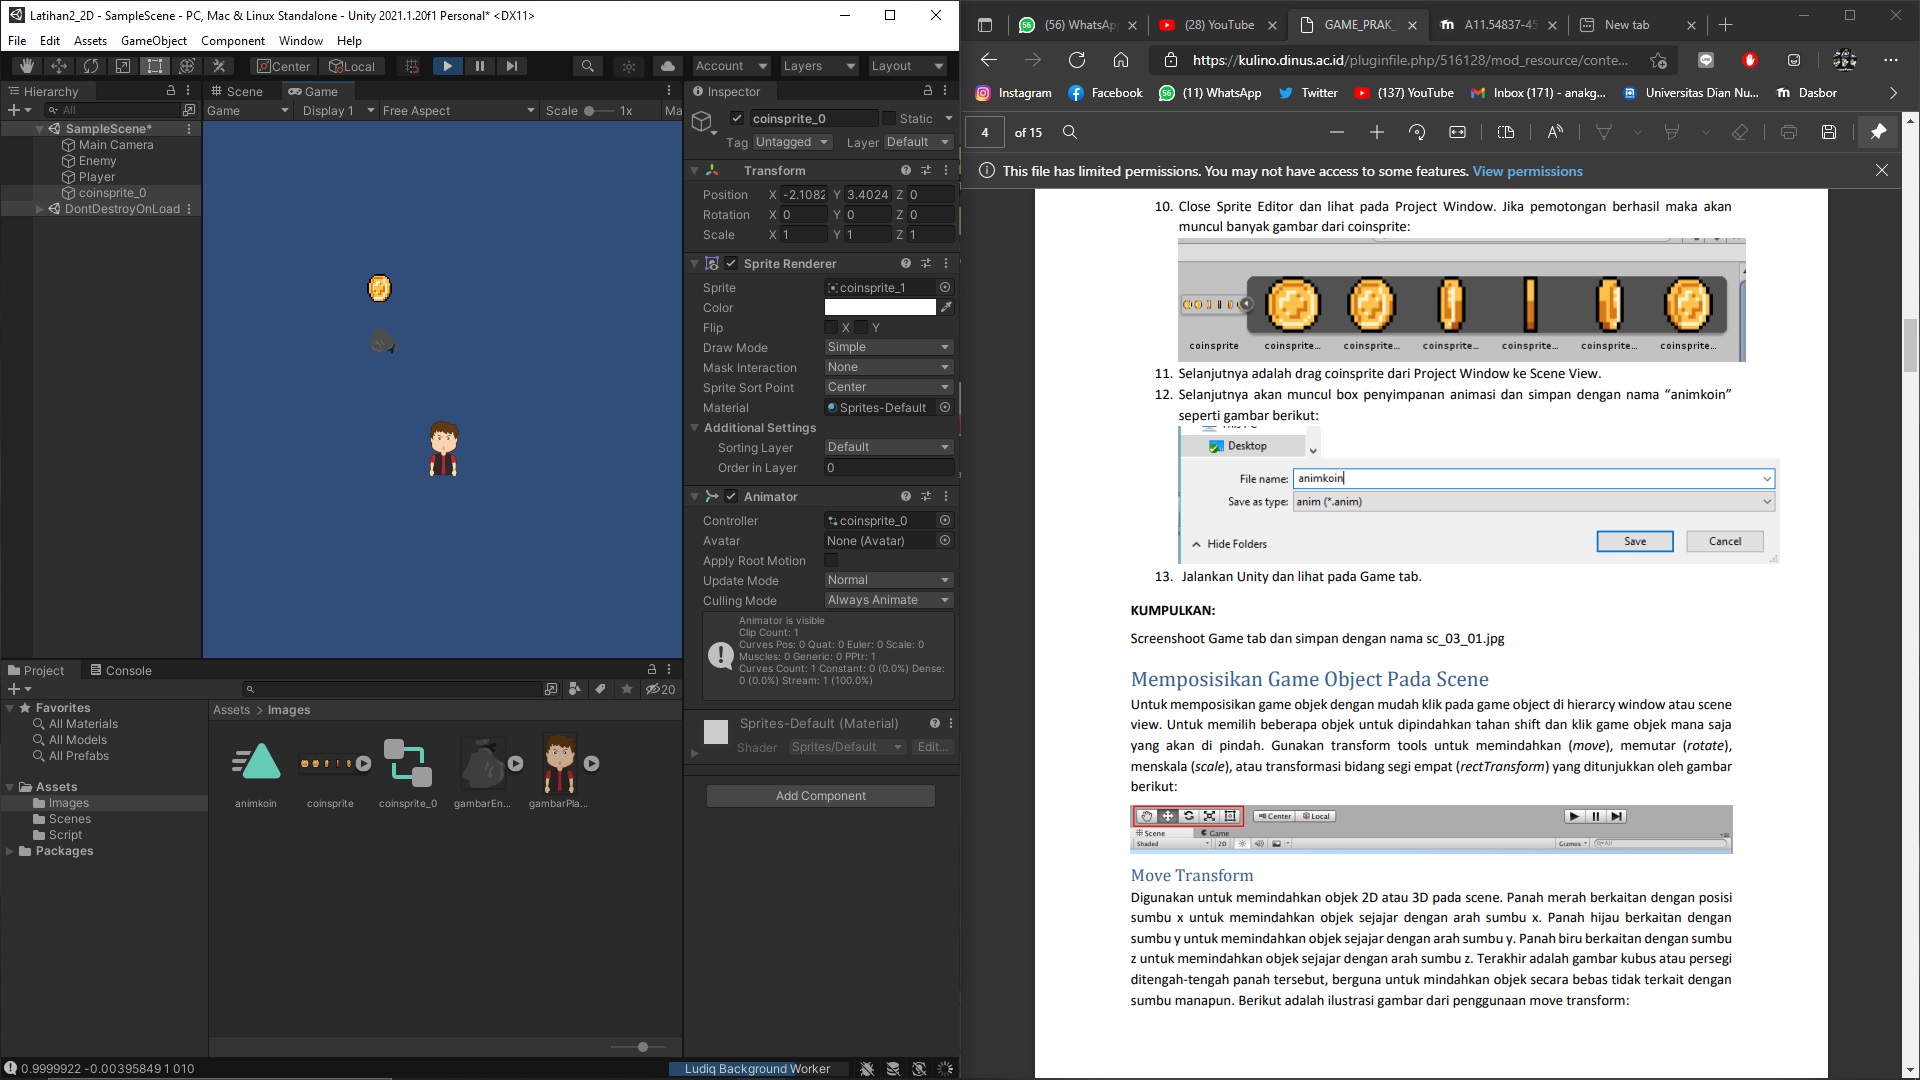 Latihan2_2D - SampleScene - PC, Mac & Linux Standalone - Unity 2021.1.20f1 Personal* <DX11>
File Edit Assets GameObject Component Window Help
Center Local Account Layers Layout
Hierarchy
All
SampleScene*
Main Camera
Enemy
Player
coinsprite_0
DontDestroyOnLoad
Scene Game
Game Display 1 Free Aspect Scale 1x Ma
Inspector
coinsprite_0 Static
Tag Untagged Layer Default
Transform
Position X -2.1082 Y 3.4024 Z 0
Rotation X 0 Y 0 Z 0
Scale X 1 Y 1 Z 1
Sprite Renderer
Sprite coinsprite_1
Color
Flip X Y
Draw Mode Simple
Mask Interaction None
Sprite Sort Point Center
Material Sprites-Default
Additional Settings
Sorting Layer Default
Order in Layer 0
Animator
Controller coinsprite_0
Avatar None (Avatar)
Apply Root Motion
Update Mode Normal
Culling Mode Always Animate
Animator is visible
Clip Count: 1
Curves Pos: 0 Quat: 0 Euler: 0 Scale: 0
Muscles: 0 Generic: 0 PPtr: 1
Curves Count: 1 Constant: 0 (0.0%) Dense:
0 (0.0%) Stream: 1 (100.0%)
Sprites-Default (Material)
Shader Sprites/Default Edit...
Add Component
Project Console
20
Favorites
All Materials
All Models
All Prefabs
Assets
Images
Scenes
Script
Packages
Assets > Images
animkoin coinsprite coinsprite_0 gambarEn... gambarPla...
0.9999922 -0.00395849 1 010
Ludiq Background Worker
(56) WhatsAp (28) YouTube GAME_PRAK_ A11.54837-45 New tab
https://kulino.dinus.ac.id/pluginfile.php/516128/mod_resource/conte...
Instagram Facebook (11) WhatsApp Twitter (137) YouTube Inbox (171) - anakg... Universitas Dian Nu... Dasbor
4 of 15
This file has limited permissions. You may not have access to some features. View permissions
10. Close Sprite Editor dan lihat pada Project Window. Jika pemotongan berhasil maka akan
muncul banyak gambar dari coinsprite:
coinsprite coinsprite... coinsprite... coinsprite... coinsprite... coinsprite... coinsprite...
11. Selanjutnya adalah drag coinsprite dari Project Window ke Scene View.
12. Selanjutnya akan muncul box penyimpanan animasi dan simpan dengan nama “animkoin”
seperti gambar berikut:
Desktop
File name: animkoin
Save as type: anim (*.anim)
Hide Folders Save Cancel
13. Jalankan Unity dan lihat pada Game tab.
KUMPULKAN:
Screenshoot Game tab dan simpan dengan nama sc_03_01.jpg
Memposisikan Game Object Pada Scene
Untuk memposisikan game objek dengan mudah klik pada game object di hierarcy window atau scene
view. Untuk memilih beberapa objek untuk dipindahkan tahan shift dan klik game objek mana saja
yang akan di pindah. Gunakan transform tools untuk memindahkan (move), memutar (rotate),
menskala (scale), atau transformasi bidang segi empat (rectTransform) yang ditunjukkan oleh gambar
berikut:
Center Local
Scene Game
Shaded 2D Gizmos All
Move Transform
Digunakan untuk memindahkan objek 2D atau 3D pada scene. Panah merah berkaitan dengan posisi
sumbu x untuk memindahkan objek sejajar dengan arah sumbu x. Panah hijau berkaitan dengan
sumbu y untuk memindahkan objek sejajar dengan arah sumbu y. Panah biru berkaitan dengan sumbu
z untuk memindahkan objek sejajar dengan arah sumbu z. Terakhir adalah gambar kubus atau persegi
ditengah-tengah panah tersebut, berguna untuk mindahkan objek secara bebas tidak terkait dengan
sumbu manapun. Berikut adalah ilustrasi gambar dari penggunaan move transform: